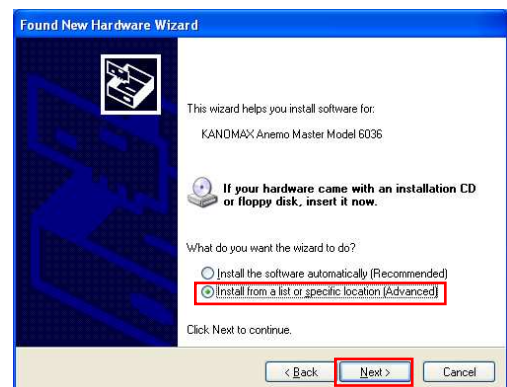 Found New Hardware Wizard
This wizard helps you install software for:
KANOMAX Anemo Master Model 6036
If your hardware came with an installation CD
or floppy disk, insert it now.
What do you want the wizard to do?
Install the software automatically (Recommended)
Install from a list or specific location (Advanced)
Click Next to continue.
< Back
Next >
Cancel